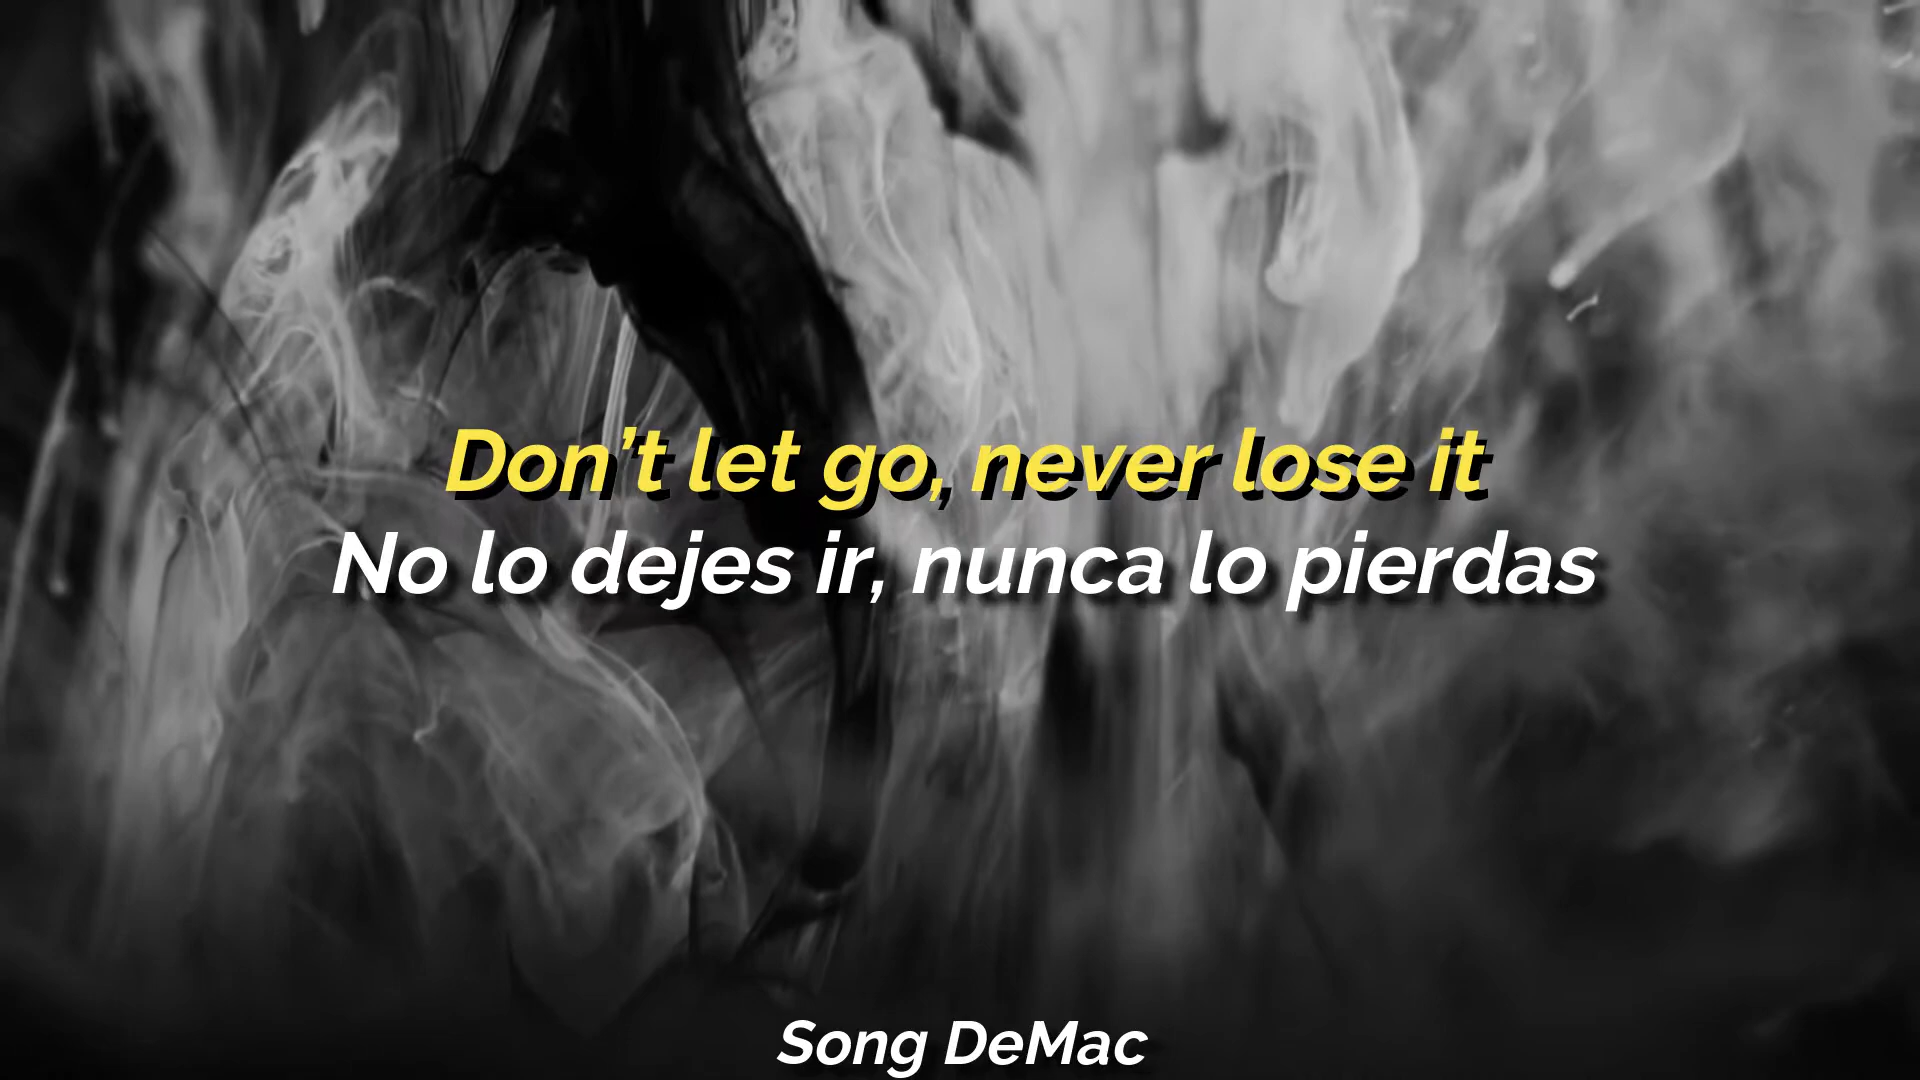 Don’t let go, never lose it
No lo dejes ir, nunca lo pierdas
Song DeMac